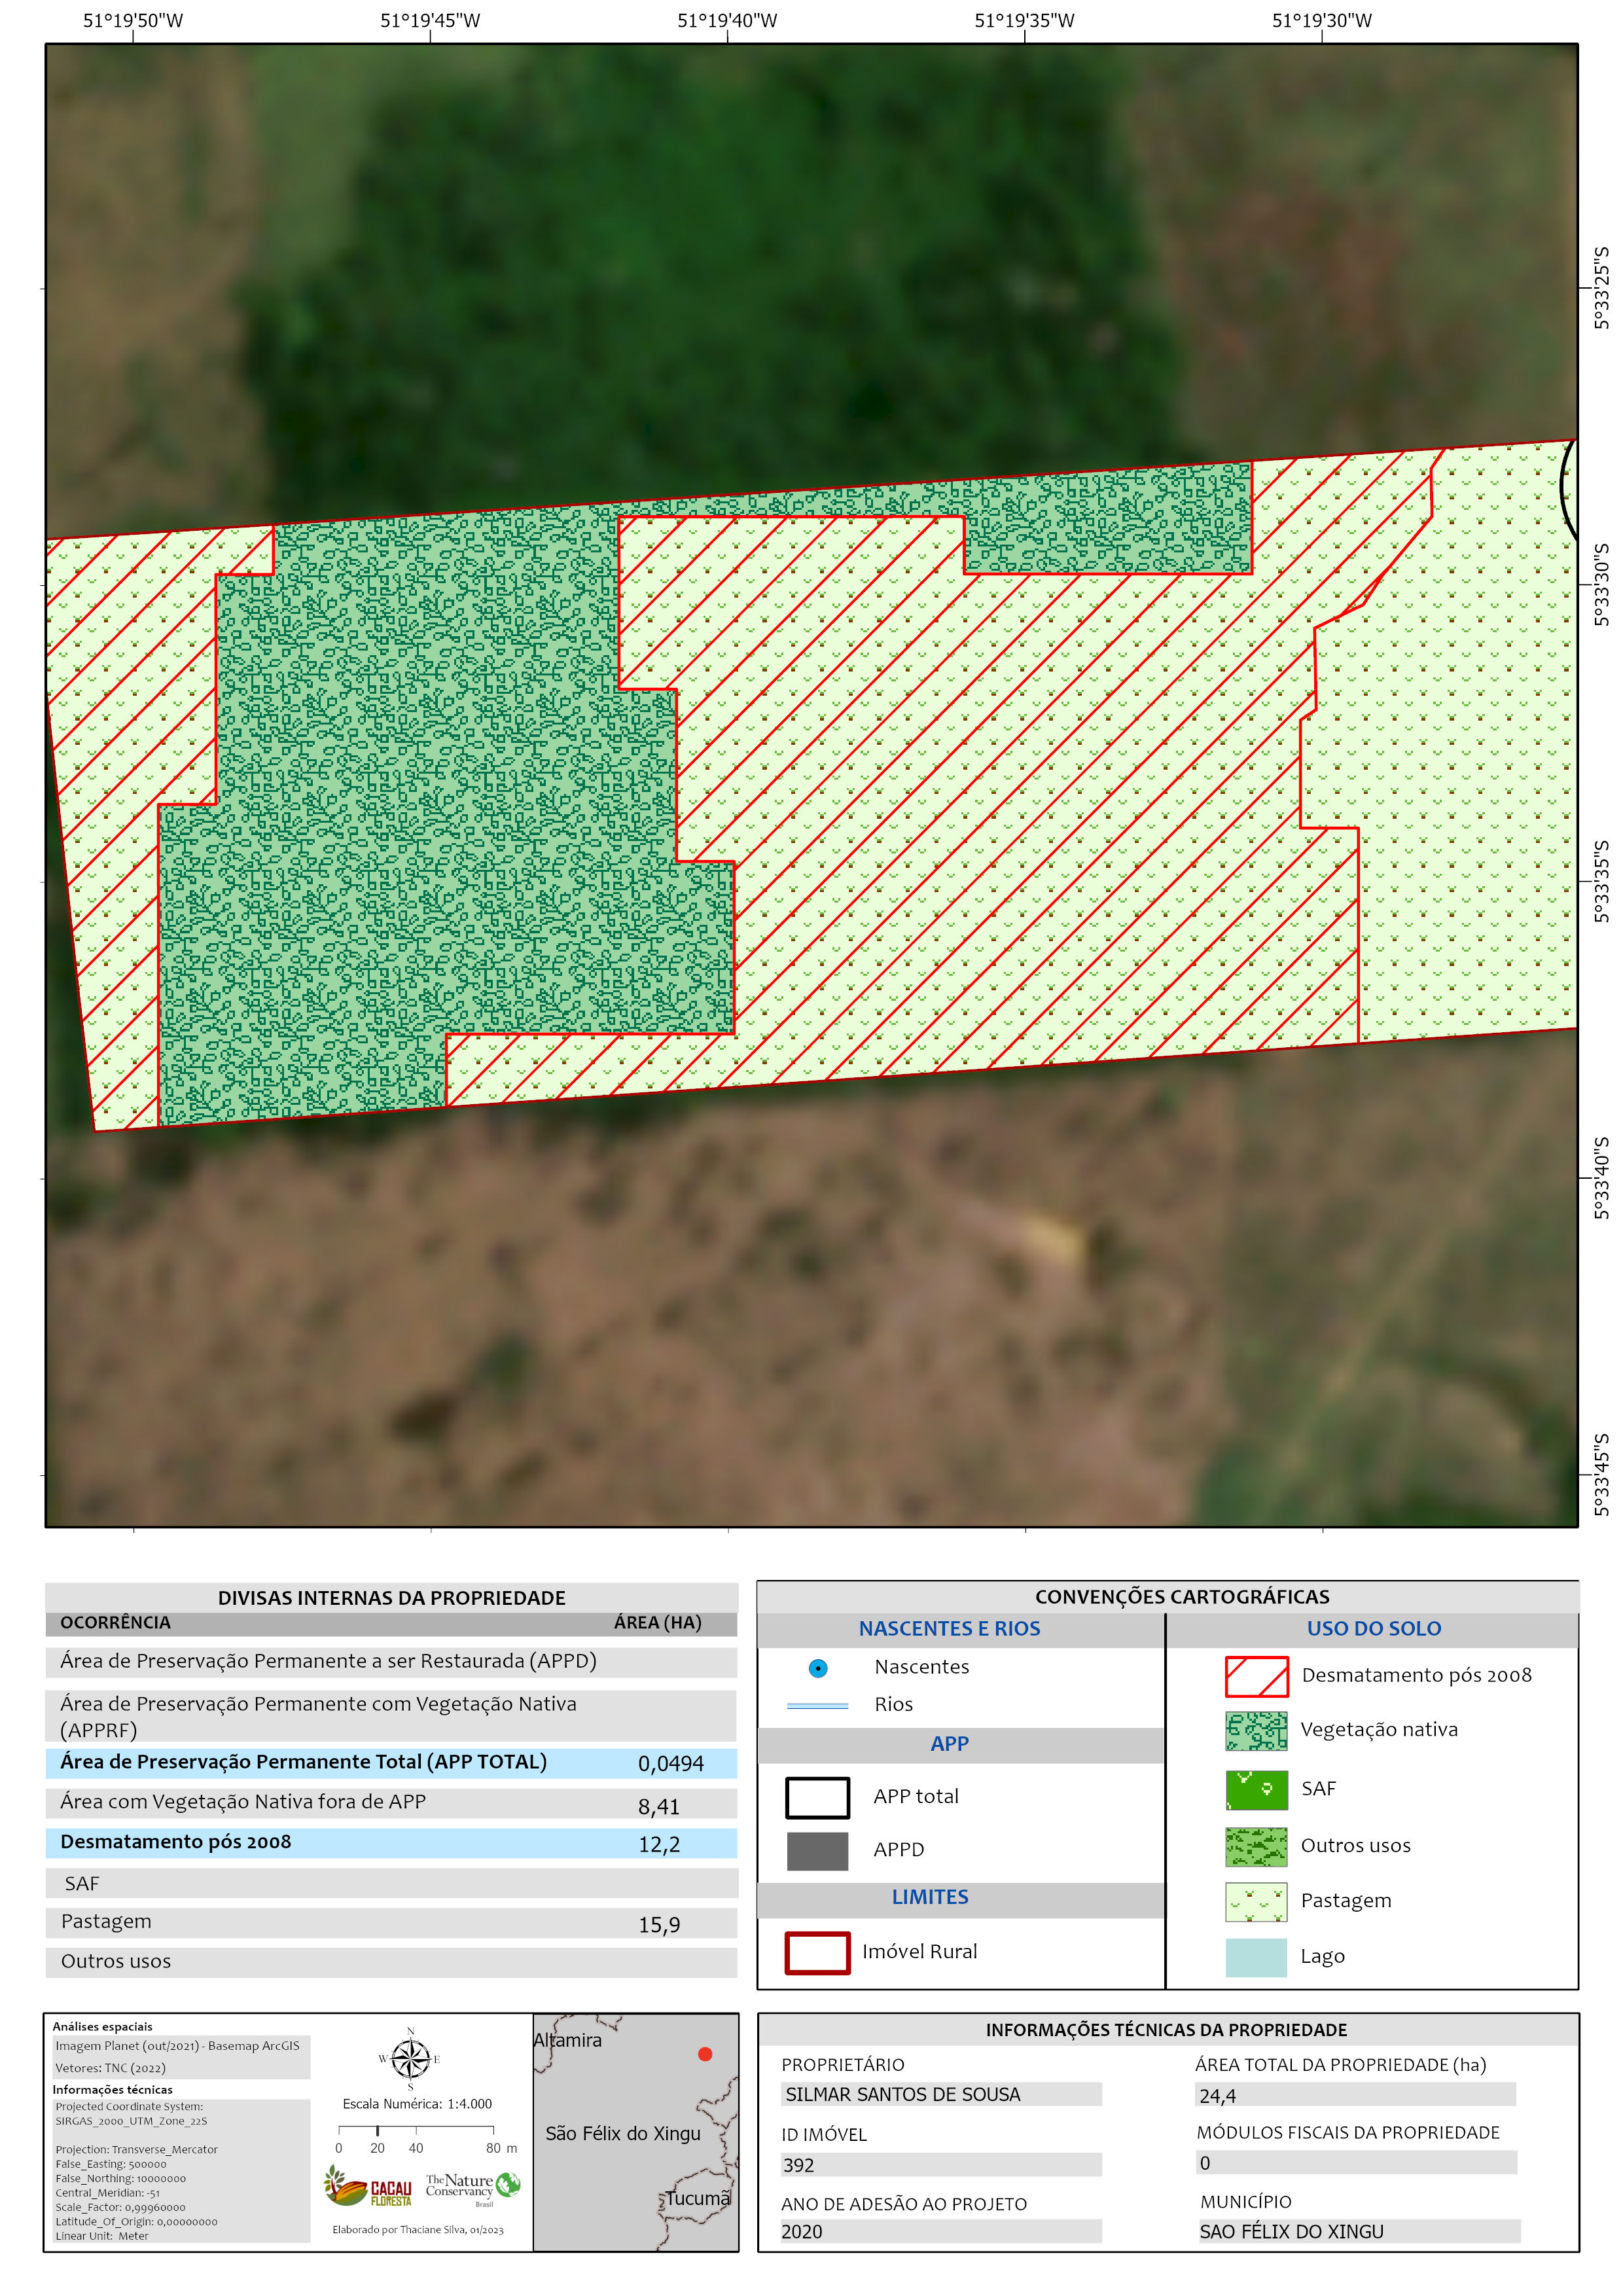 51°19'50"W 51°19'45"W 51°19'40"W 51°19'35"W 51°19'30"W
5°33'25"S
5°33'30"S
5°33'35"S
5°33'40"S
5°33'45"S
DIVISAS INTERNAS DA PROPRIEDADE
OCORRÊNCIA ÁREA (HA)
Área de Preservação Permanente a ser Restaurada (APPD)
Área de Preservação Permanente com Vegetação Nativa
(APPRF)
Área de Preservação Permanente Total (APP TOTAL) 0,0494
Área com Vegetação Nativa fora de APP 8,41
Desmatamento pós 2008 12,2
SAF
Pastagem 15,9
Outros usos
CONVENÇÕES CARTOGRÁFICAS
NASCENTES E RIOS
Nascentes
Rios
APP
APP total
APPD
LIMITES
Imóvel Rural
USO DO SOLO
Desmatamento pós 2008
Vegetação nativa
SAF
Outros usos
Pastagem
Lago
Análises espaciais
Imagem Planet (out/2021) - Basemap ArcGIS
Vetores: TNC (2022)
Informações técnicas
Projected Coordinate System:
SIRGAS_2000_UTM_Zone_22S
Projection: Transverse_Mercator
False_Easting: 500000
False_Northing: 10000000
Central_Meridian: -51
Scale_Factor: 0,99960000
Latitude_Of_Origin: 0,00000000
Linear Unit: Meter
N
W E
S
Escala Numérica: 1:4.000
0 20 40 80 m
CACAU
FLORESTA
The Nature
Conservancy
Brasil
Elaborado por Thaciane Silva, 01/2023
Altamira
São Félix do Xingu
Tucumã
INFORMAÇÕES TÉCNICAS DA PROPRIEDADE
PROPRIETÁRIO
SILMAR SANTOS DE SOUSA
ID IMÓVEL
392
ANO DE ADESÃO AO PROJETO
2020
ÁREA TOTAL DA PROPRIEDADE (ha)
24,4
MÓDULOS FISCAIS DA PROPRIEDADE
0
MUNICÍPIO
SAO FÉLIX DO XINGU